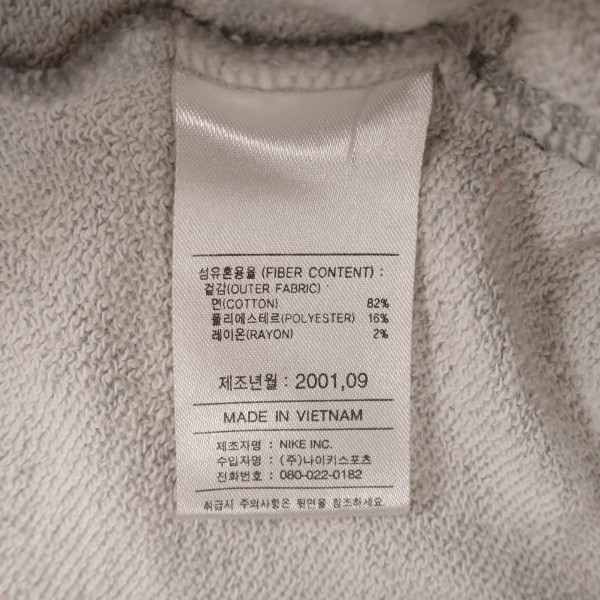 섬유혼용율 (FIBER CONTENT) :
겉감(OUTER FABRIC)
면(COTTON) 82%
폴리에스테르(POLYESTER) 16%
레이온(RAYON) 2%
제조년월 : 2001,09
MADE IN VIETNAM
제조자명 : NIKE INC.
수입자명 : (주)나이키스포츠
전화번호 : 080-022-0182
취급시 주의사항은 뒷면을 참조하세요.